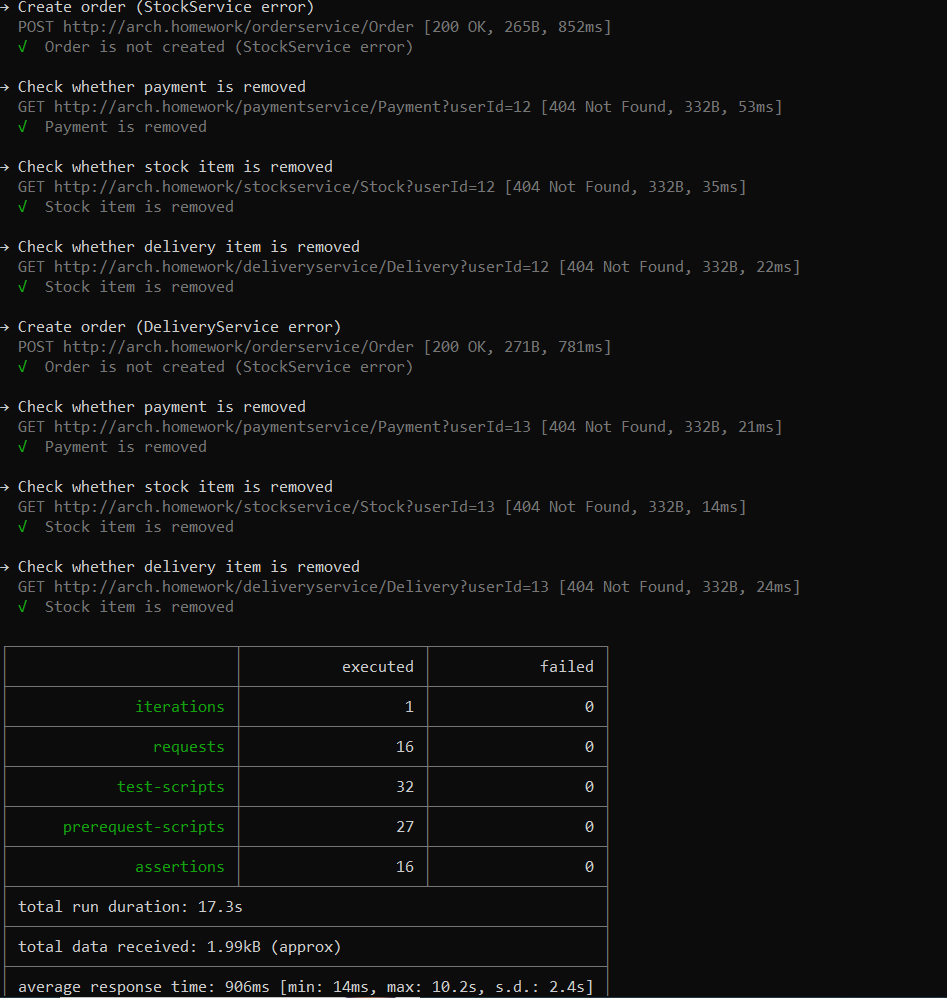 → Create order (StockService error)
POST http://arch.homework/orderservice/Order [200 OK, 265B, 852ms]
√ Order is not created (StockService error)
→ Check whether payment is removed
GET http://arch.homework/paymentservice/Payment?userId=12 [404 Not Found, 332B, 53ms]
√ Payment is removed
→ Check whether stock item is removed
GET http://arch.homework/stockservice/Stock?userId=12 [404 Not Found, 332B, 35ms]
√ Stock item is removed
→ Check whether delivery item is removed
GET http://arch.homework/deliveryservice/Delivery?userId=12 [404 Not Found, 332B, 22ms]
√ Stock item is removed
→ Create order (DeliveryService error)
POST http://arch.homework/orderservice/Order [200 OK, 271B, 781ms]
√ Order is not created (StockService error)
→ Check whether payment is removed
GET http://arch.homework/paymentservice/Payment?userId=13 [404 Not Found, 332B, 21ms]
√ Payment is removed
→ Check whether stock item is removed
GET http://arch.homework/stockservice/Stock?userId=13 [404 Not Found, 332B, 14ms]
√ Stock item is removed
→ Check whether delivery item is removed
GET http://arch.homework/deliveryservice/Delivery?userId=13 [404 Not Found, 332B, 24ms]
√ Stock item is removed
executed failed
iterations 1 0
requests 16 0
test-scripts 32 0
prerequest-scripts 27 0
assertions 16 0
total run duration: 17.3s
total data received: 1.99kB (approx)
average response time: 906ms [min: 14ms, max: 10.2s, s.d.: 2.4s]